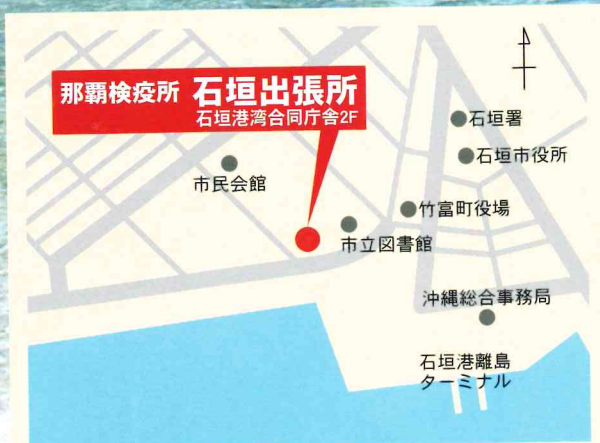 那覇検疫所 石垣出張所
石垣港湾合同庁舎2F
石垣署
石垣市役所
市民会館
竹富町役場
市立図書館
沖縄総合事務局
石垣港離島
ターミナル